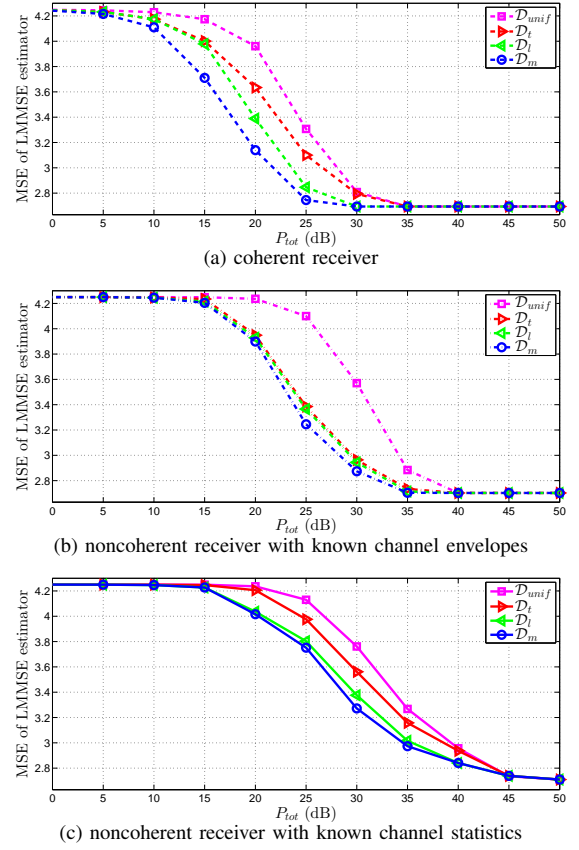 MSE of LMMSE estimator
4.2
4
3.8
3.6
3.4
3.2
3
2.8
0 5 10 15 20 25 30 35 40 45 50
P_tot (dB)
D_unif
D_t
D_l
D_m
(a) coherent receiver
MSE of LMMSE estimator
4.2
4
3.8
3.6
3.4
3.2
3
2.8
0 5 10 15 20 25 30 35 40 45 50
P_tot (dB)
D_unif
D_t
D_l
D_m
(b) noncoherent receiver with known channel envelopes
MSE of LMMSE estimator
4.2
4
3.8
3.6
3.4
3.2
3
2.8
0 5 10 15 20 25 30 35 40 45 50
P_tot (dB)
D_unif
D_t
D_l
D_m
(c) noncoherent receiver with known channel statistics